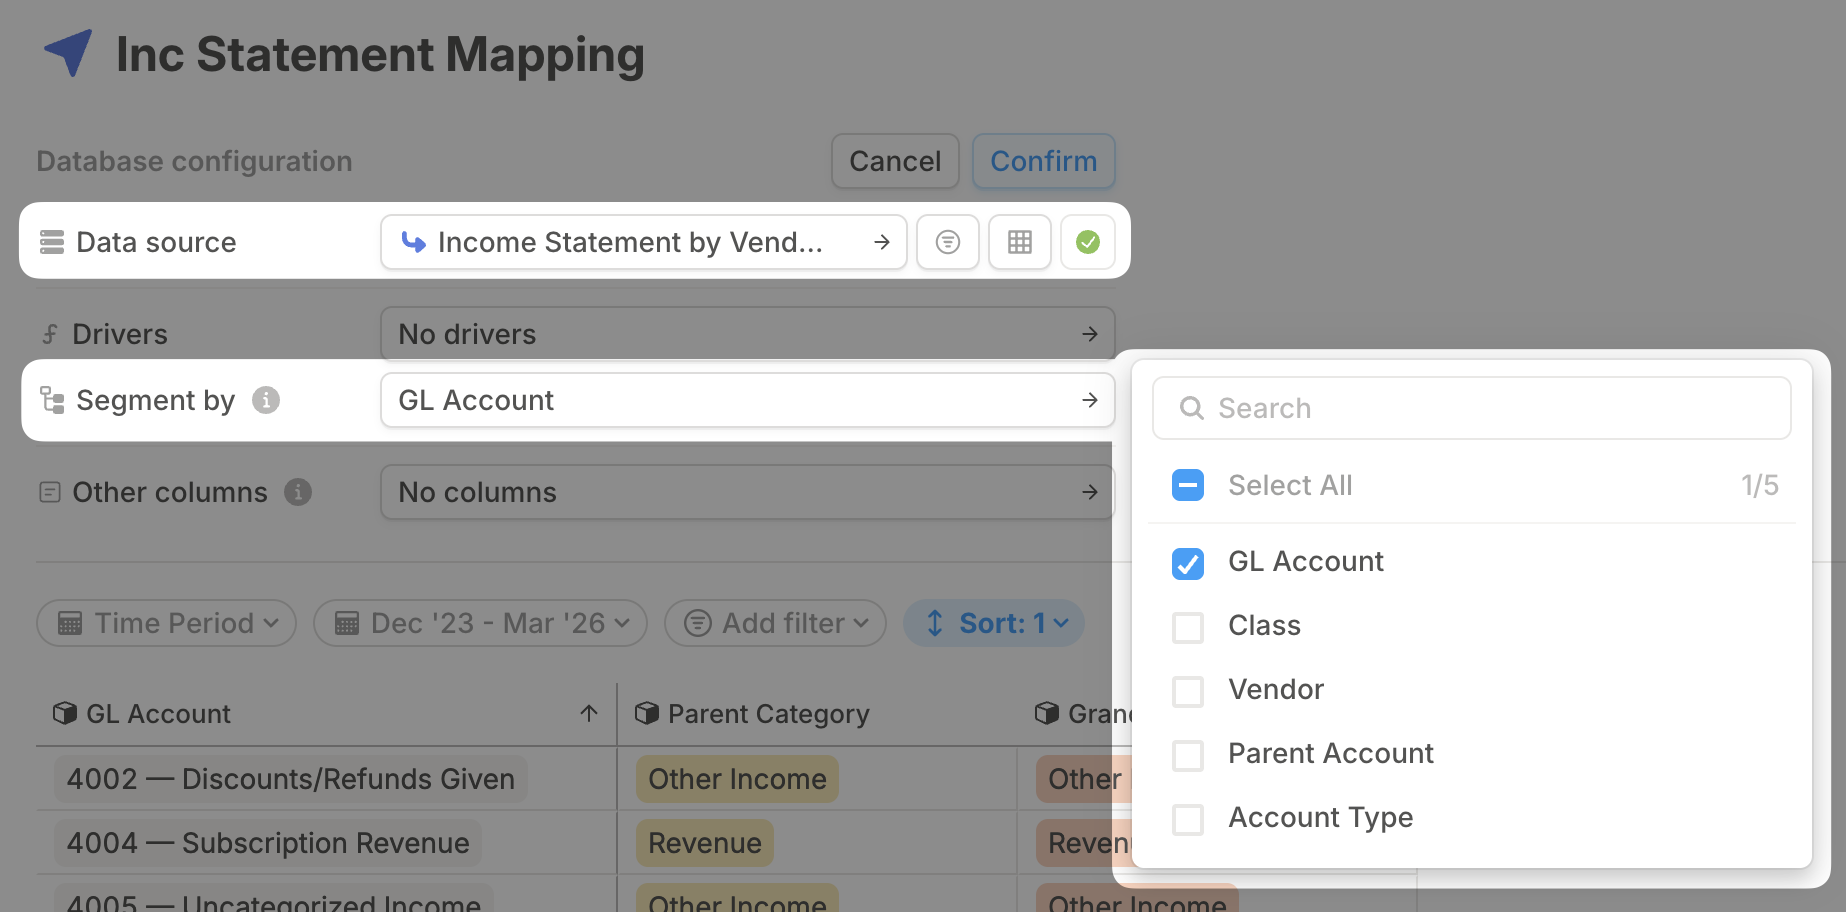 Inc Statement Mapping
Database configuration
Cancel
Confirm
Data source
Income Statement by Vend...
Drivers
No drivers
Segment by
GL Account
Other columns
No columns
Search
Select All
1/5
GL Account
Class
Vendor
Parent Account
Account Type
Time Period
Dec '23 - Mar '26
Add filter
Sort: 1
GL Account
Parent Category
Gran
4002 — Discounts/Refunds Given
Other Income
Other
4004 — Subscription Revenue
Revenue
Reven
4005 — Uncategorized Income
Other Income
Other Income